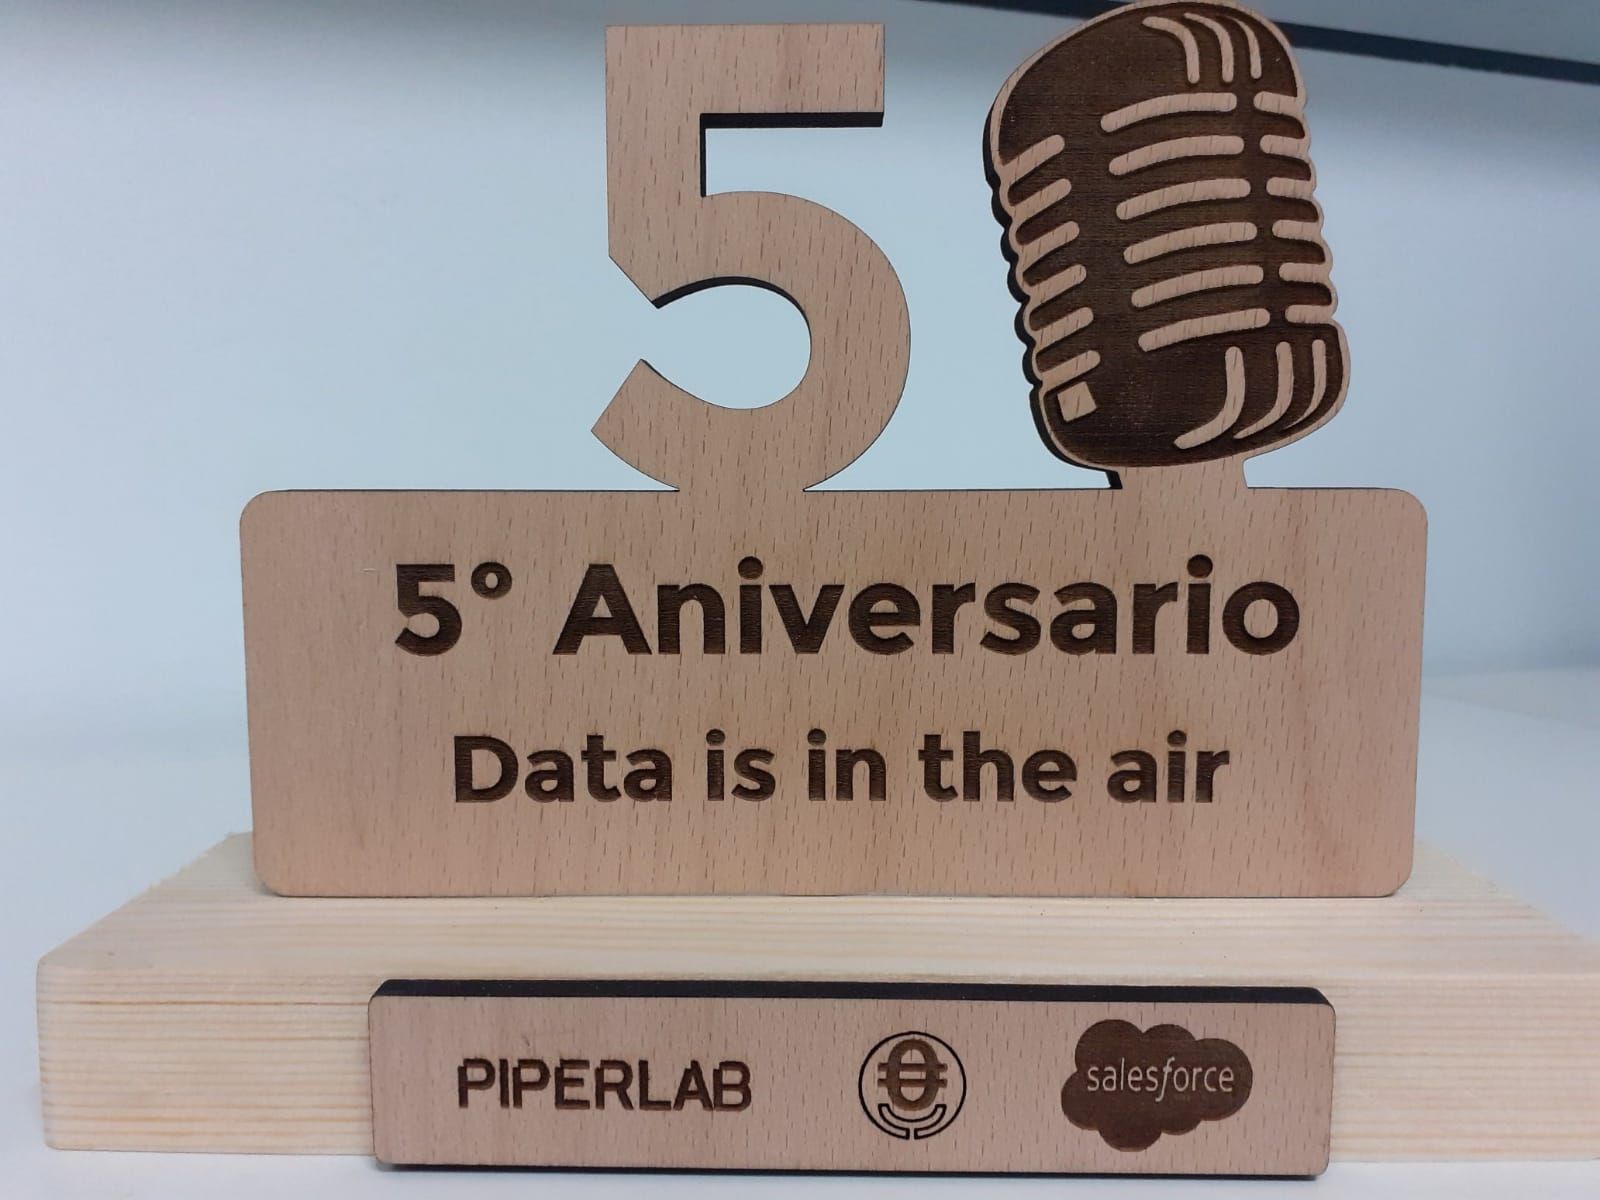 5
5º Aniversario
Data is in the air
PIPERLAB
salesforce